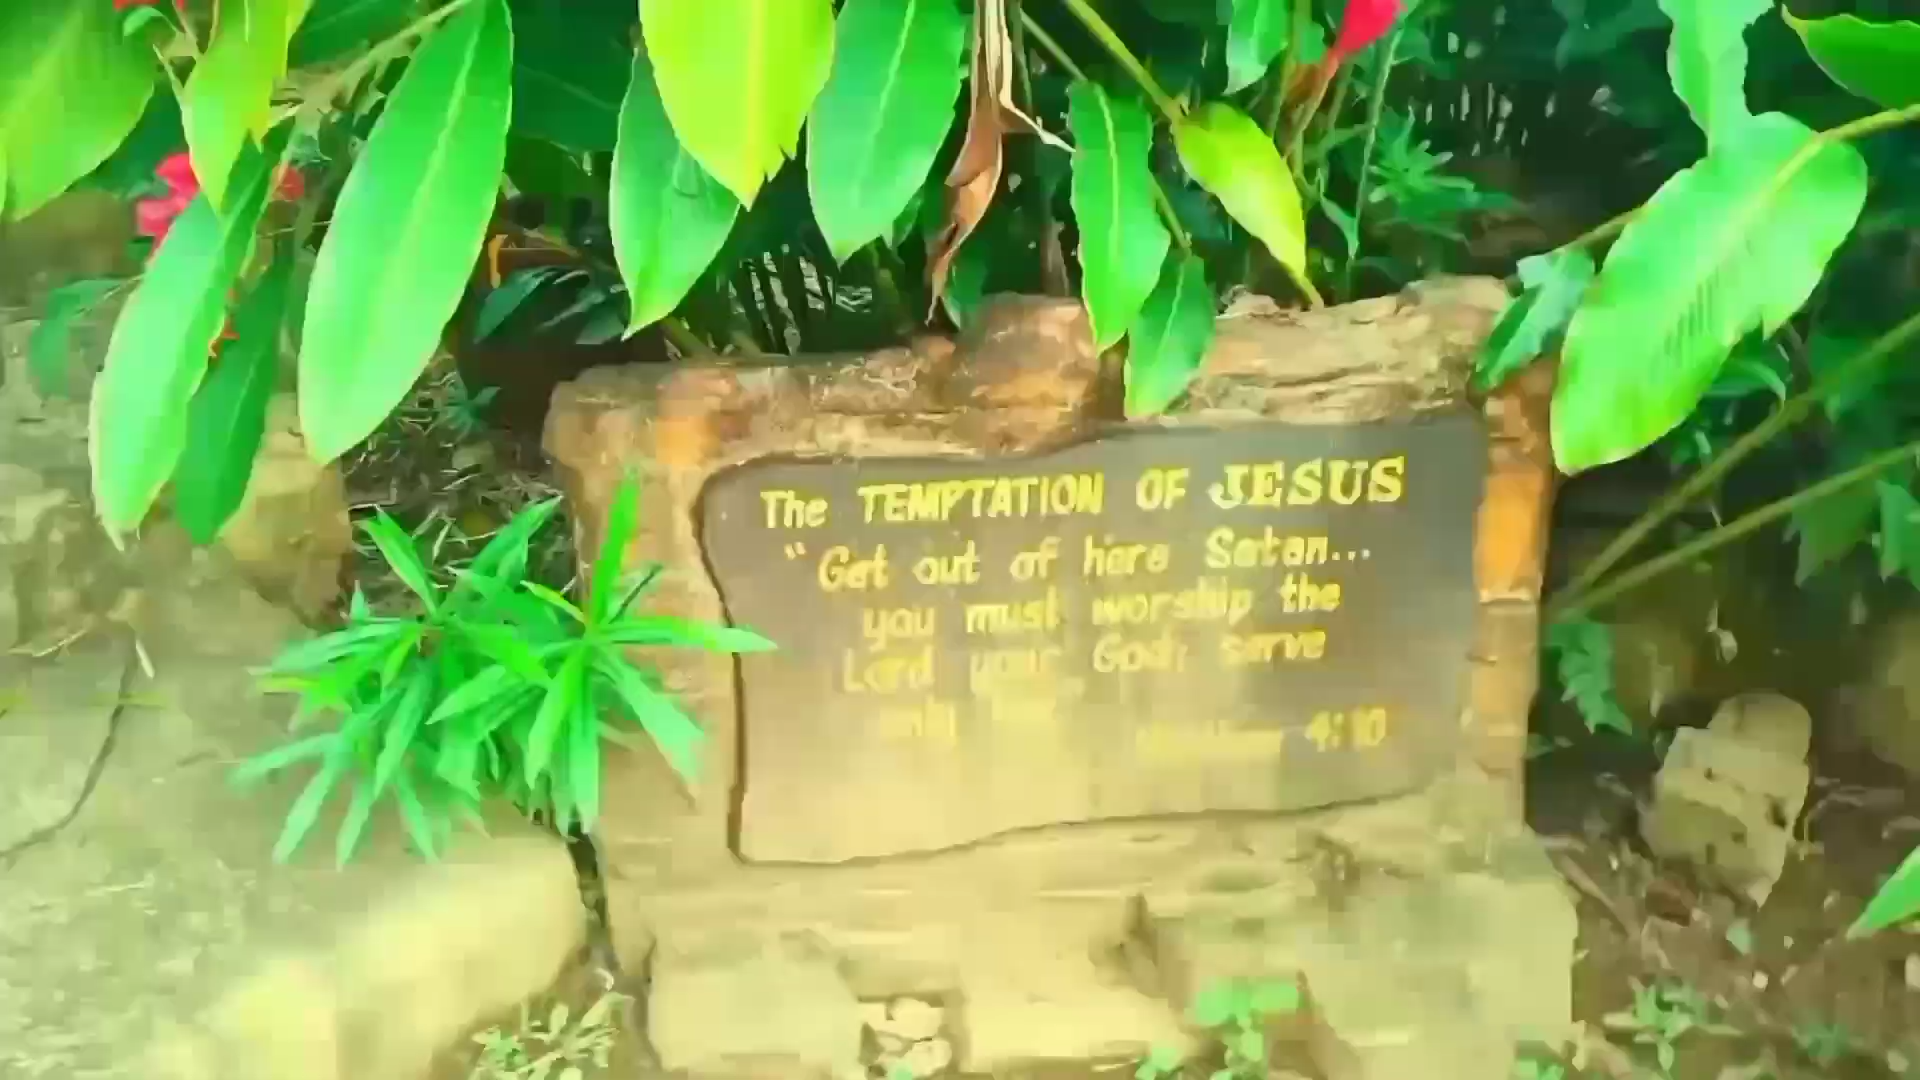 The TEMPTATION OF JESUS
"Get out of here Satan...
you must worship the
Lord your God, serve
only
4:10